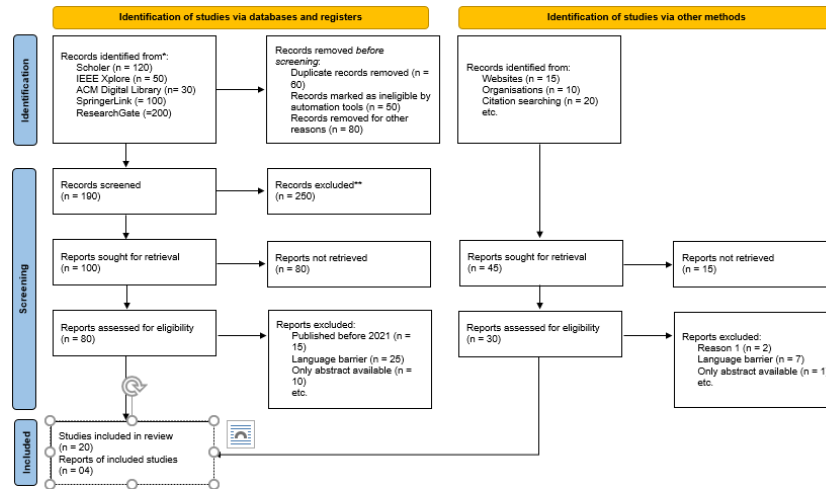 Identification of studies via databases and registers
Identification of studies via other methods
Identification
Records identified from*:
Scholer (n = 120)
IEEE Xplore (n = 50)
ACM Digital Library (n= 30)
SpringerLink (= 100)
ResearchGate (=200)
Records removed before
screening:
Duplicate records removed (n =
60)
Records marked as ineligible by
automation tools (n = 50)
Records removed for other
reasons (n = 80)
Records identified from:
Websites (n = 15)
Organisations (n = 10)
Citation searching (n = 20)
etc.
Screening
Records screened
(n = 190)
Records excluded**
(n = 250)
Reports sought for retrieval
(n = 100)
Reports not retrieved
(n = 80)
Reports sought for retrieval
(n = 45)
Reports not retrieved
(n = 15)
Reports assessed for eligibility
(n = 80)
Reports excluded:
Published before 2021 (n =
15)
Language barrier (n = 25)
Only abstract available (n =
10)
etc.
Reports assessed for eligibility
(n = 30)
Reports excluded:
Reason 1 (n = 2)
Language barrier (n = 7)
Only abstract available (n = 1
etc.
Included
Studies included in review
(n = 20)
Reports of included studies
(n = 04)